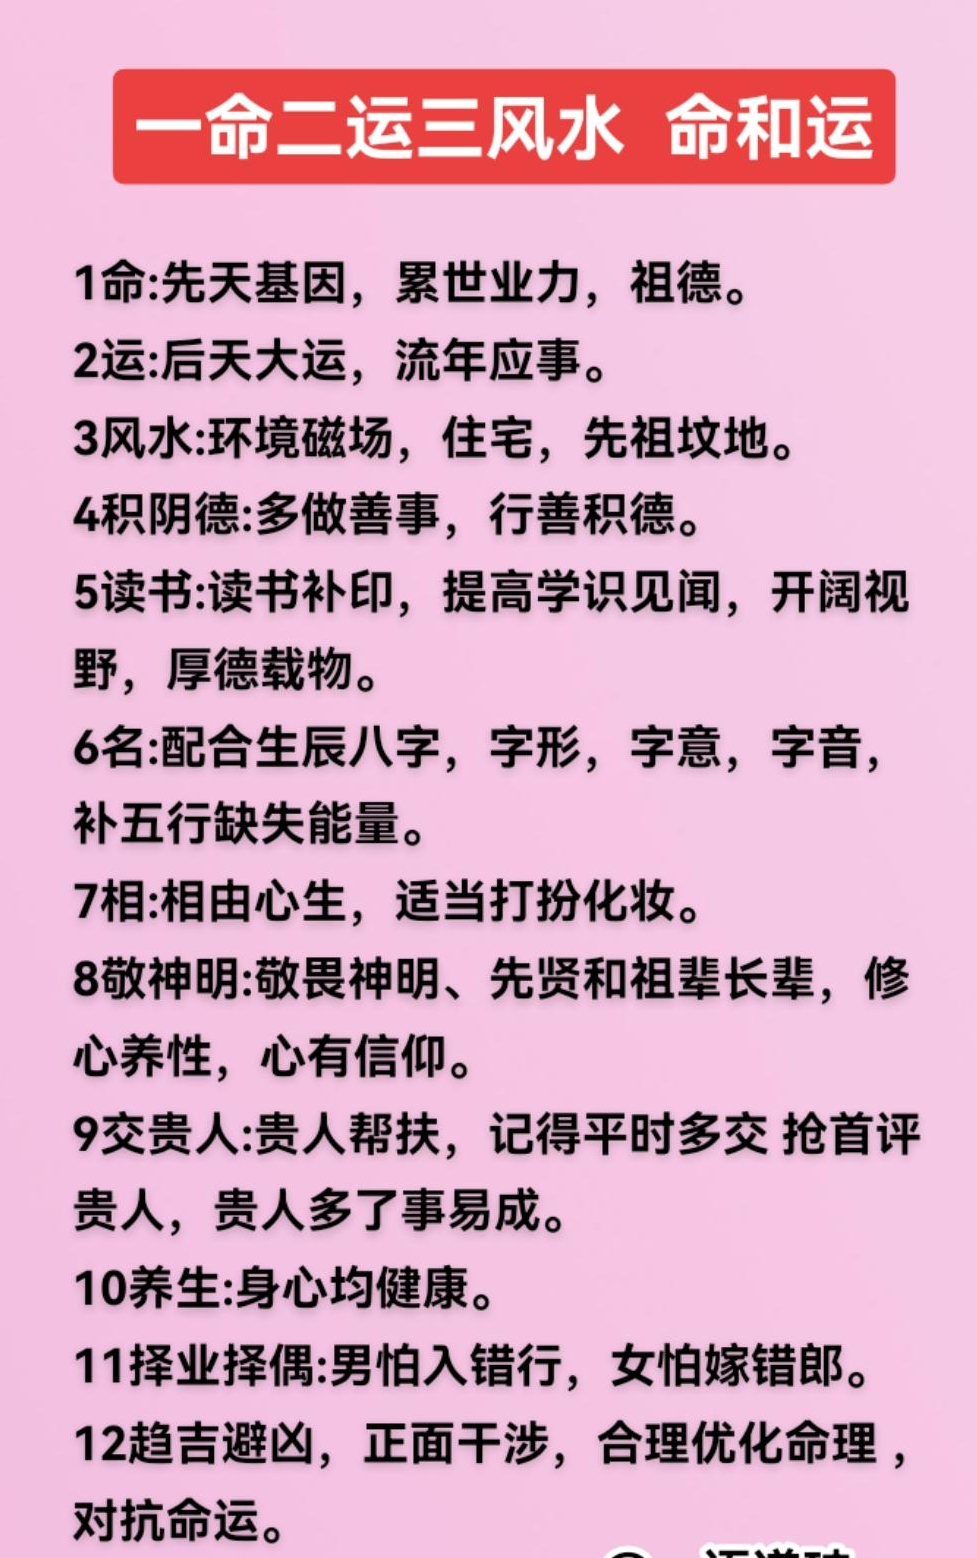 一命二运三风水 命和运
1命:先天基因，累世业力，祖德。
2运:后天大运，流年应事。
3风水:环境磁场，住宅，先祖坟地。
4积阴德:多做善事，行善积德。
5读书:读书补印，提高学识见闻，开阔视
野，厚德载物。
6名:配合生辰八字，字形，字意，字音，
补五行缺失能量。
7相:相由心生，适当打扮化妆。
8敬神明:敬畏神明、先贤和祖辈长辈，修
心养性，心有信仰。
9交贵人:贵人帮扶，记得平时多交 抢首评
贵人，贵人多了事易成。
10养生:身心均健康。
11择业择偶:男怕入错行，女怕嫁错郎。
12趋吉避凶，正面干涉，合理优化命理，
对抗命运。